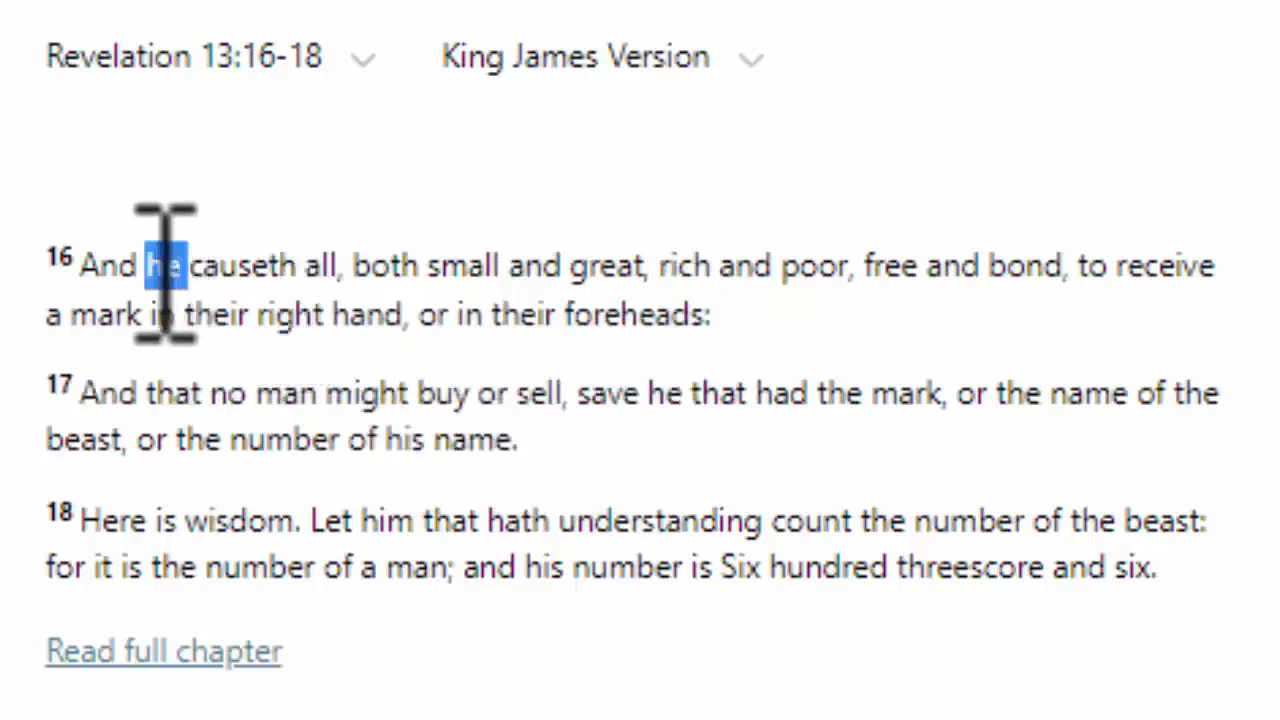 Revelation 13:16-18 King James Version
16 And he causeth all, both small and great, rich and poor, free and bond, to receive
a mark in their right hand, or in their foreheads:
17 And that no man might buy or sell, save he that had the mark, or the name of the
beast, or the number of his name.
18 Here is wisdom. Let him that hath understanding count the number of the beast:
for it is the number of a man; and his number is Six hundred threescore and six.
Read full chapter